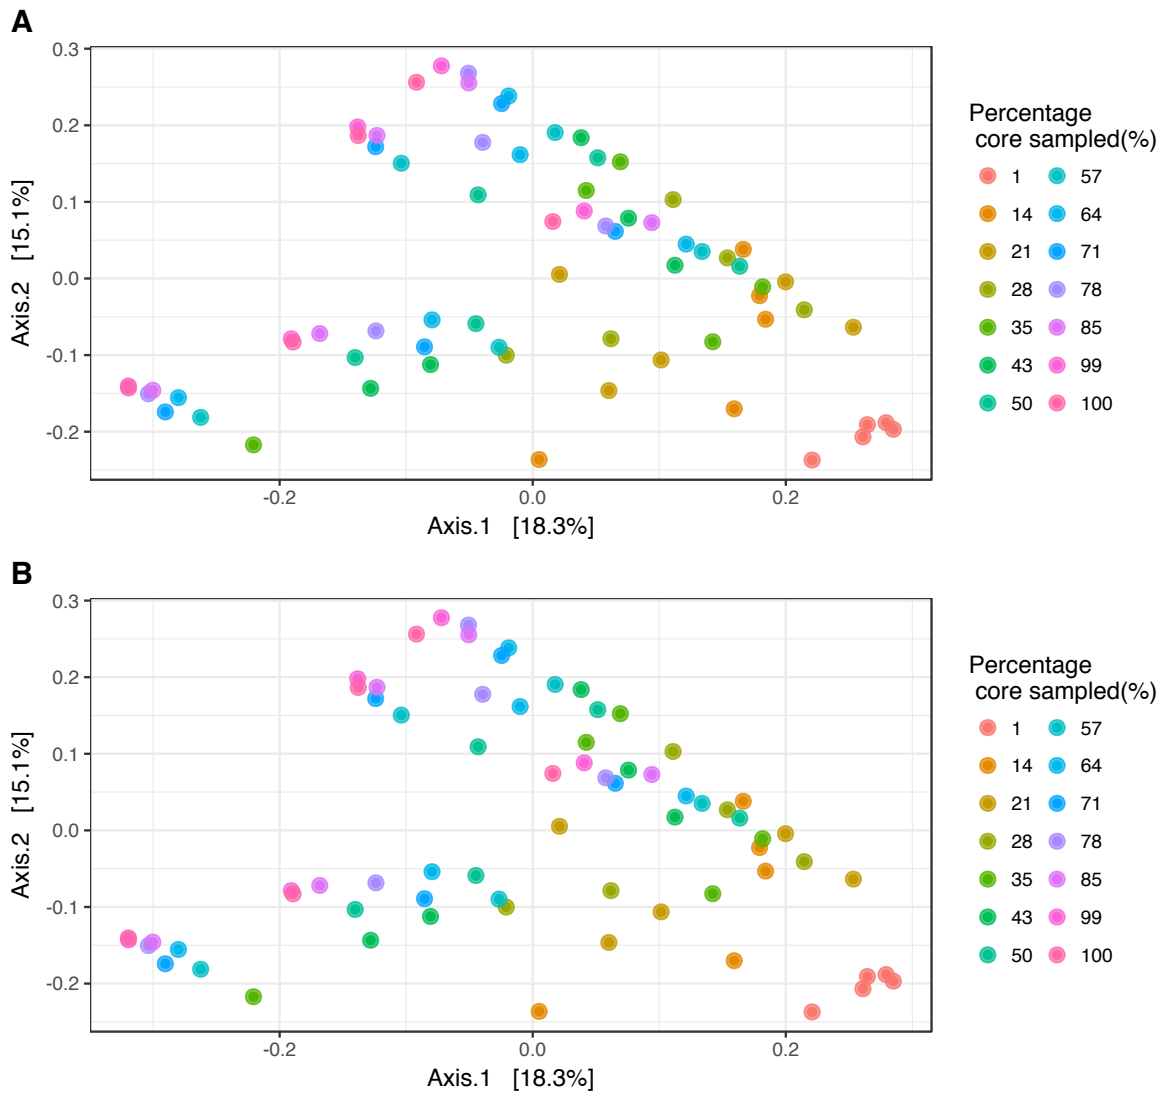 A
0.3
0.2
0.1
0.0
-0.1
-0.2
Axis.2 [15.1%]
-0.2 0.0 0.2
Axis.1 [18.3%]
Percentage
core sampled(%)
1 57
14 64
21 71
28 78
35 85
43 99
50 100
B
0.3
0.2
0.1
0.0
-0.1
-0.2
Axis.2 [15.1%]
-0.2 0.0 0.2
Axis.1 [18.3%]
Percentage
core sampled(%)
1 57
14 64
21 71
28 78
35 85
43 99
50 100